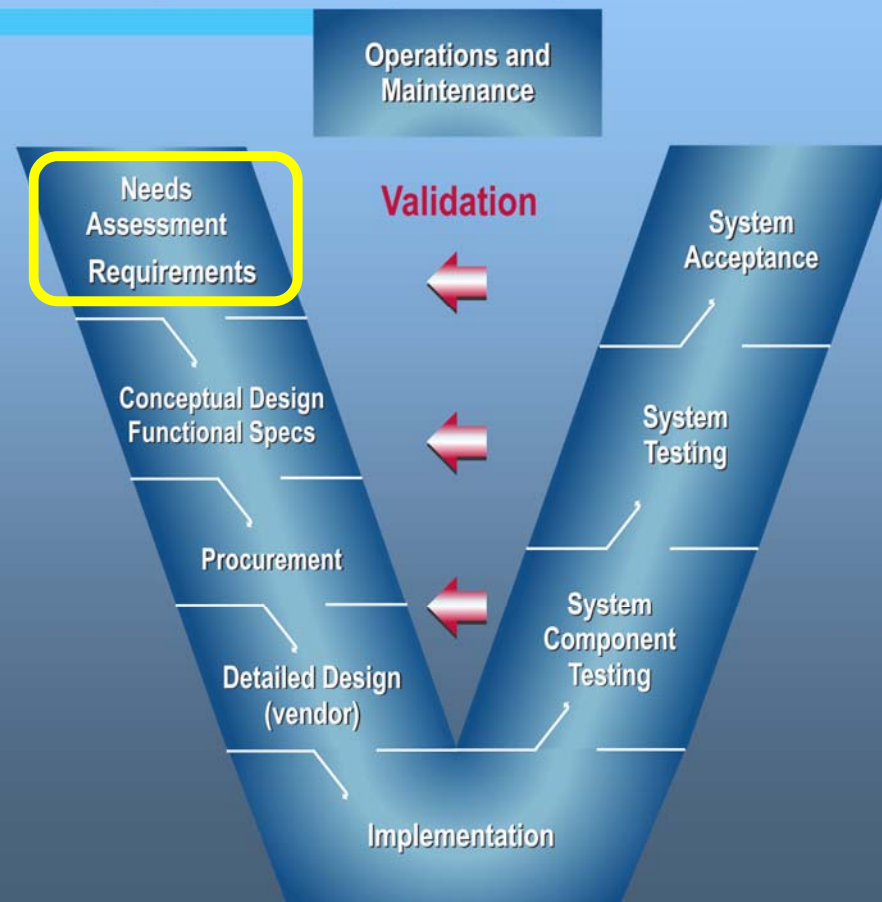 Operations and
Maintenance
Needs
Assessment
Requirements
Validation
System
Acceptance
Conceptual Design
Functional Specs
System
Testing
Procurement
System
Component
Testing
Detailed Design
(vendor)
Implementation